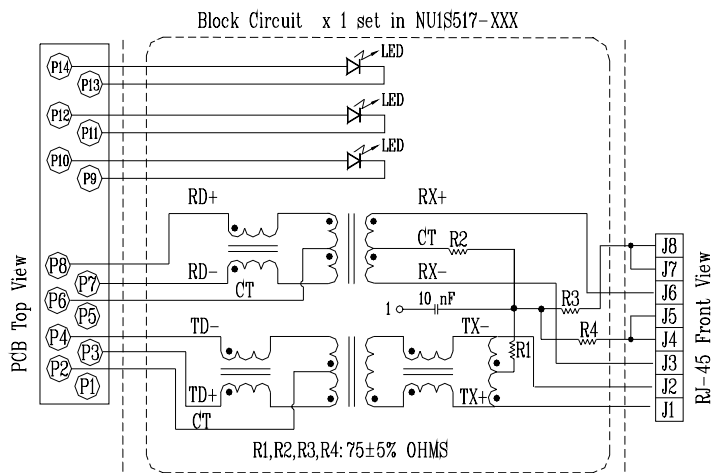 Block Circuit x 1 set in NU1S517-XXX
P14
LED
P13
P12
LED
P11
P10
LED
P9
RD+
RX+
CT
R2
P8
RD-
RX-
P7
CT
P6
P5
1
10 nF
R3
J8
J7
J6
J5
J4
J3
J2
J1
TD-
TX-
R4
P4
P3
R1
P2
P1
TD+
TX+
CT
R1,R2,R3,R4:75±5% OHMS
PCB Top View
RJ-45 Front View